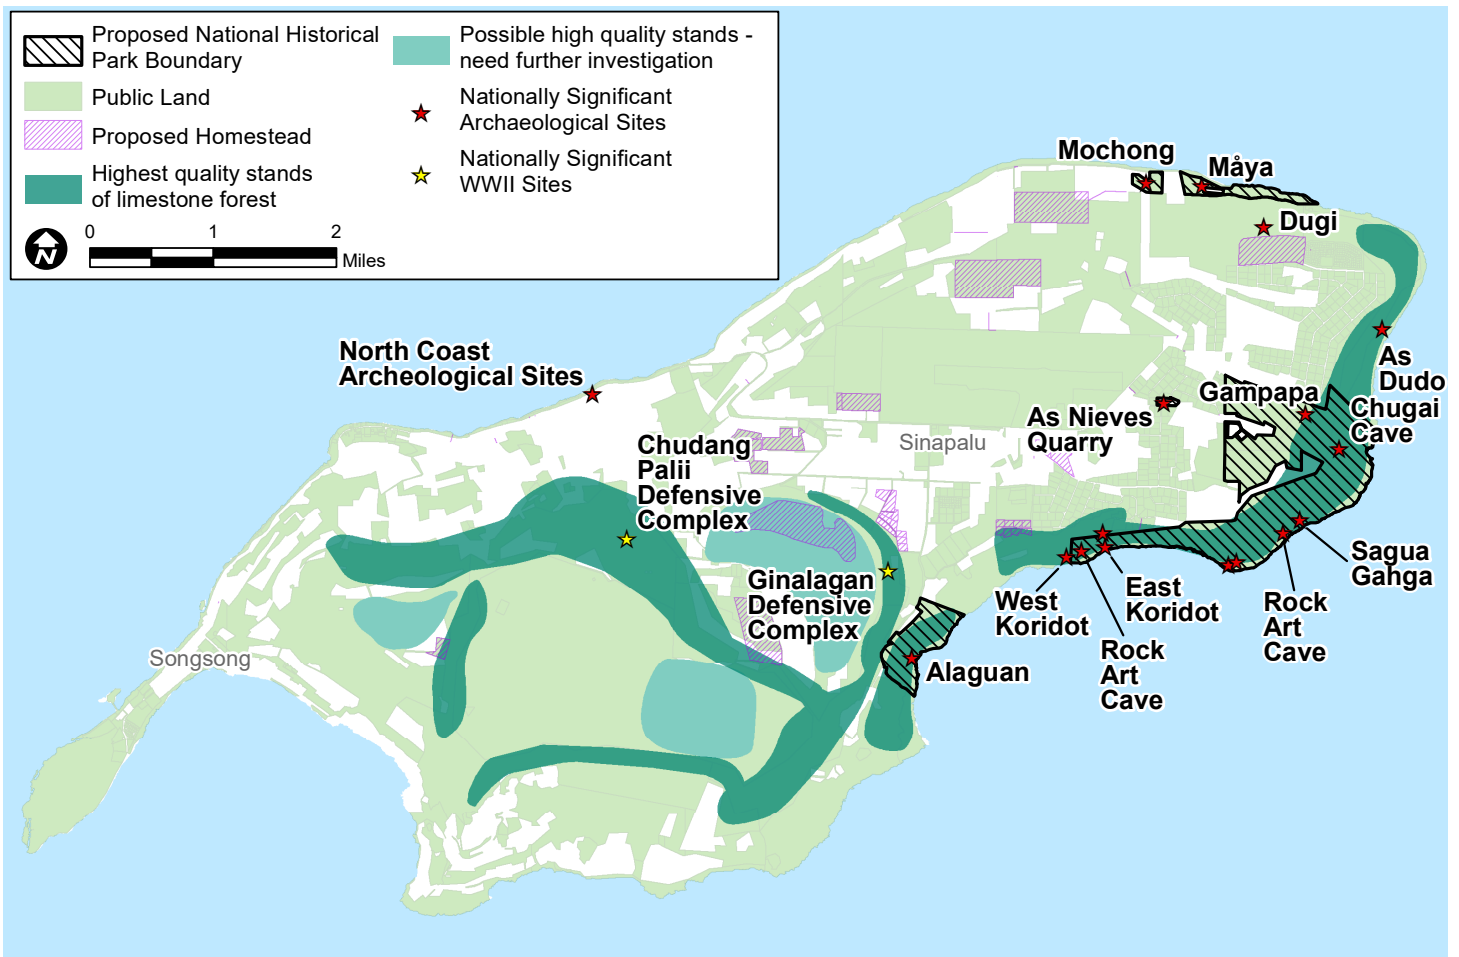 Proposed National Historical
Park Boundary
Public Land
Proposed Homestead
Highest quality stands
of limestone forest
Possible high quality stands -
need further investigation
Nationally Significant
Archaeological Sites
Nationally Significant
WWII Sites
N
0 1 2
Miles
Mochong
Måya
Dugi
North Coast
Archeological Sites
As
Dudo
Gampapa
Chugai
Cave
As Nieves
Quarry
Sinapalu
Chudang
Palii
Defensive
Complex
Ginalagan
Defensive
Complex
Sagua
Gahga
West
Koridot
East
Koridot
Rock
Art
Cave
Rock
Art
Cave
Alaguan
Songsong